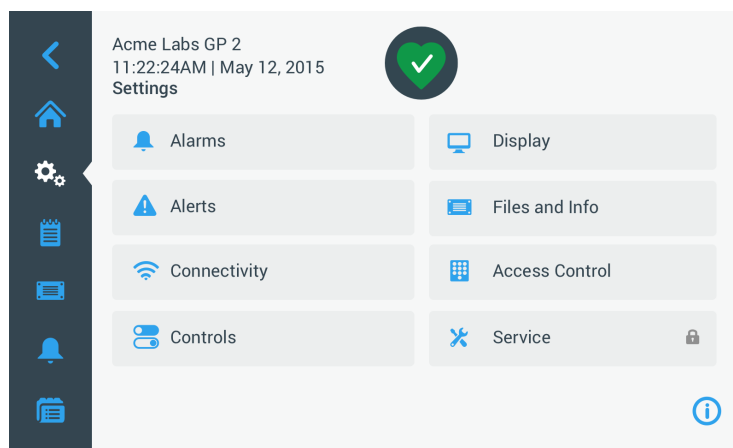 Acme Labs GP 2
11:22:24AM | May 12, 2015
Settings
Alarms
Display
Alerts
Files and Info
Connectivity
Access Control
Controls
Service